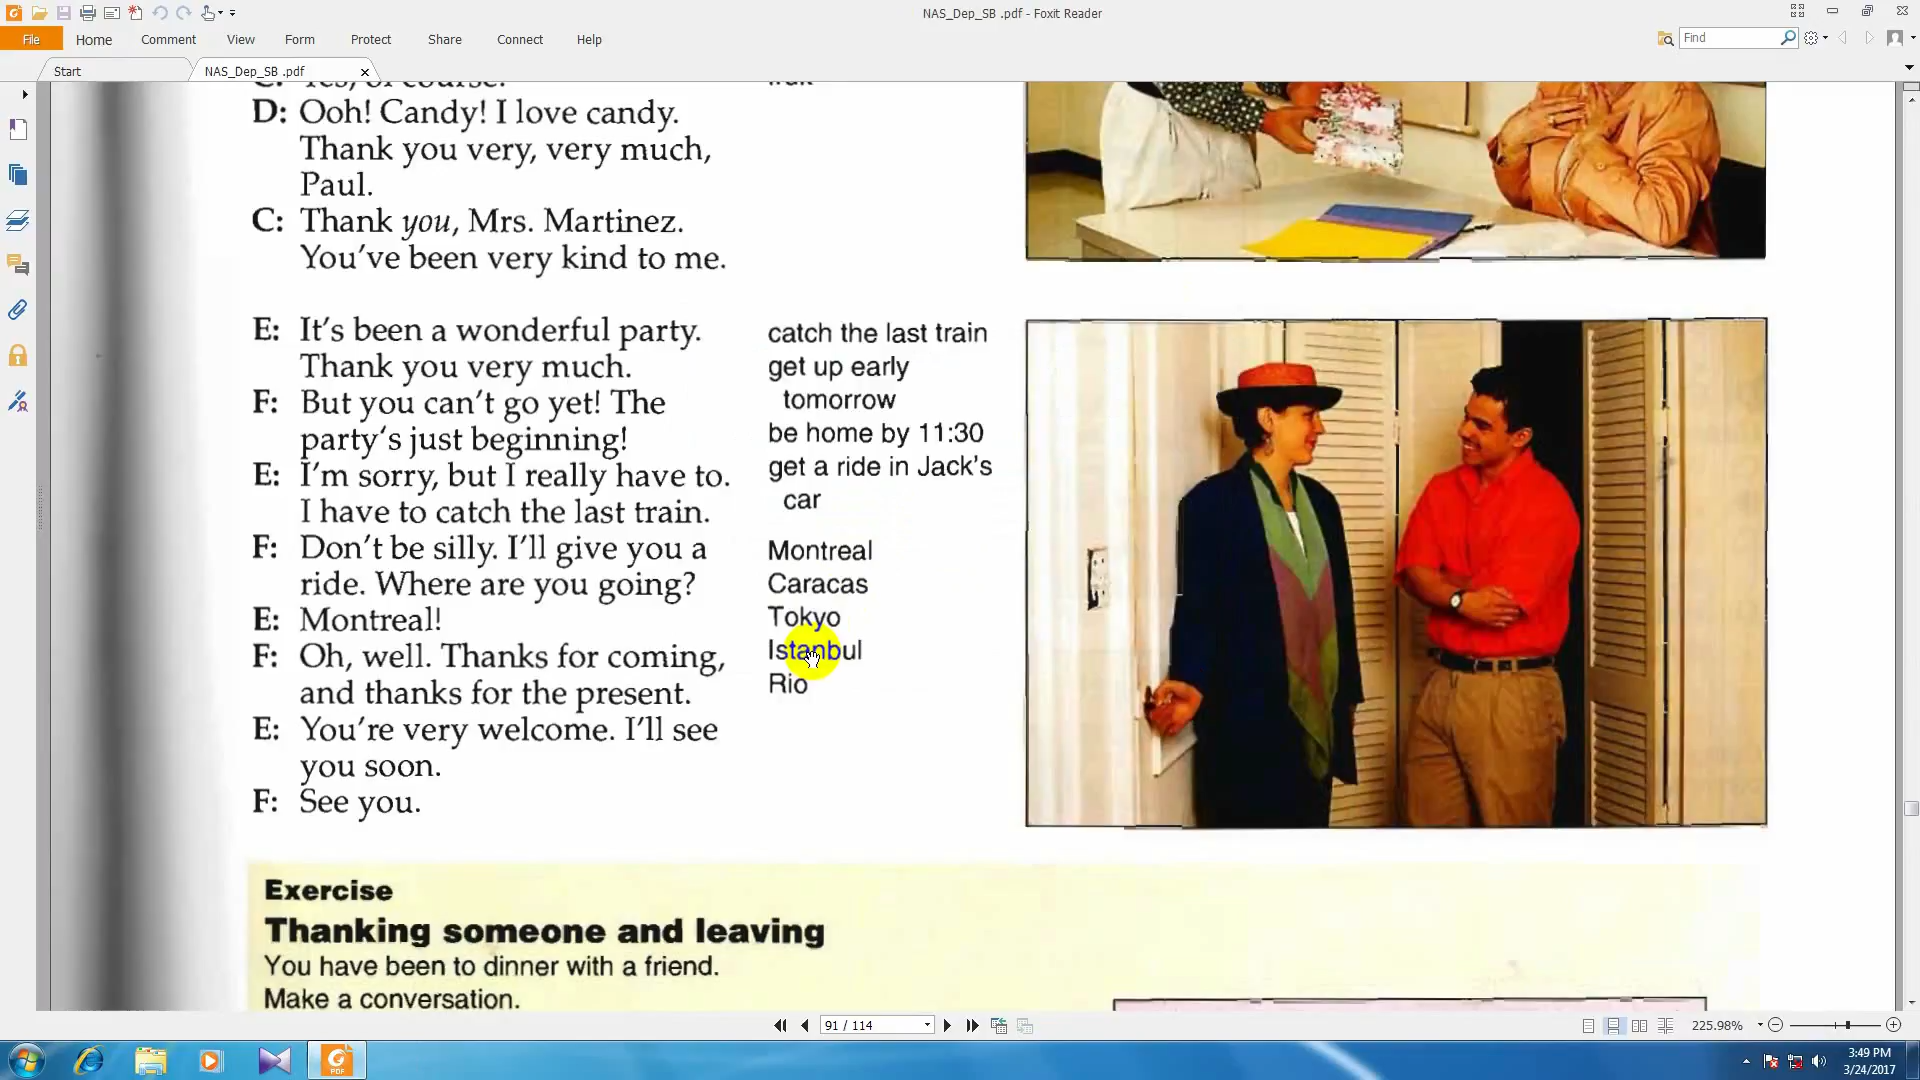 NAS_Dep_SB .pdf - Foxit Reader
File Home Comment View Form Protect Share Connect Help
Find
Start NAS_Dep_SB .pdf
C: Yes, of course.
D: Ooh! Candy! I love candy.
Thank you very, very much,
Paul.
C: Thank you, Mrs. Martinez.
You've been very kind to me.
E: It's been a wonderful party.
Thank you very much.
F: But you can't go yet! The
party's just beginning!
E: I'm sorry, but I really have to.
I have to catch the last train.
F: Don't be silly. I'll give you a
ride. Where are you going?
E: Montreal!
F: Oh, well. Thanks for coming,
and thanks for the present.
E: You're very welcome. I'll see
you soon.
F: See you.
catch the last train
get up early
tomorrow
be home by 11:30
get a ride in Jack's
car
Montreal
Caracas
Tokyo
Istanbul
Rio
Exercise
Thanking someone and leaving
You have been to dinner with a friend.
Make a conversation.
91 / 114
225.98%
PDF
3:49 PM
3/24/2017